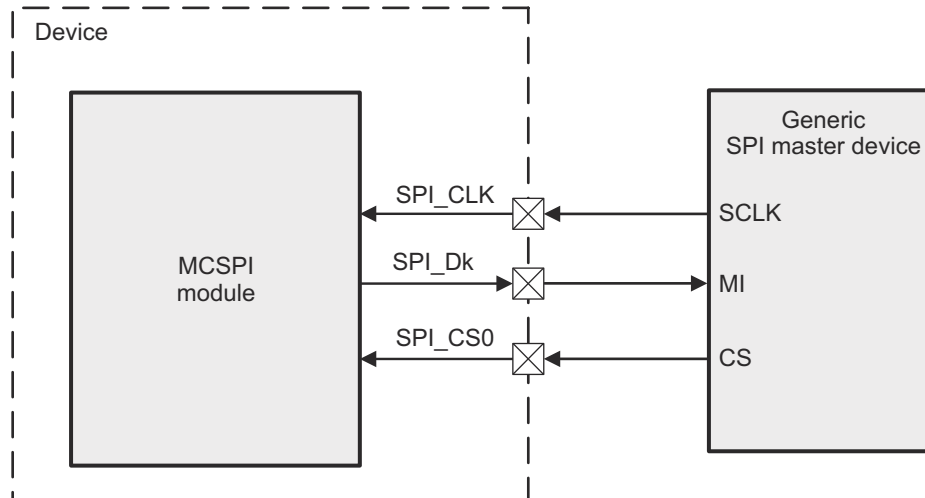 Device
Generic
SPI master device
SPI_CLK
SCLK
MCSPI
module
SPI_Dk
MI
SPI_CS0
CS